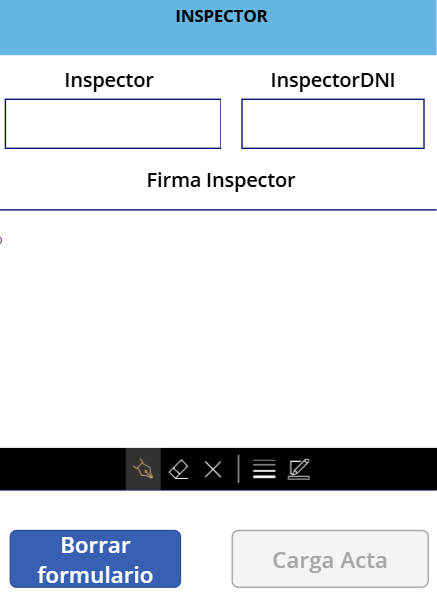 INSPECTOR
Inspector InspectorDNI
Firma Inspector
Borrar
formulario
Carga Acta